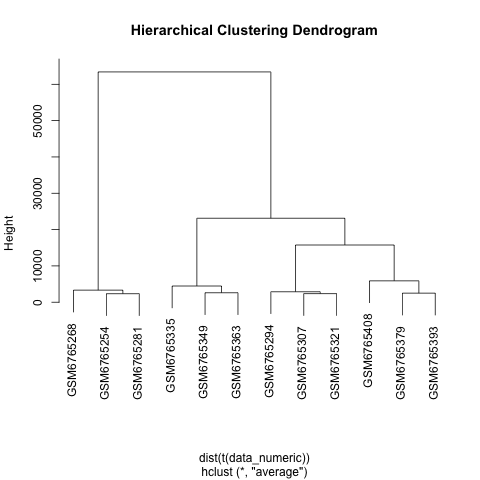 Hierarchical Clustering Dendrogram
Height
0
10000
30000
50000
GSM6765268
GSM6765254
GSM6765281
GSM6765335
GSM6765349
GSM6765363
GSM6765294
GSM6765307
GSM6765321
GSM6765408
GSM6765379
GSM6765393
dist(t(data_numeric))
hclust (*, "average")